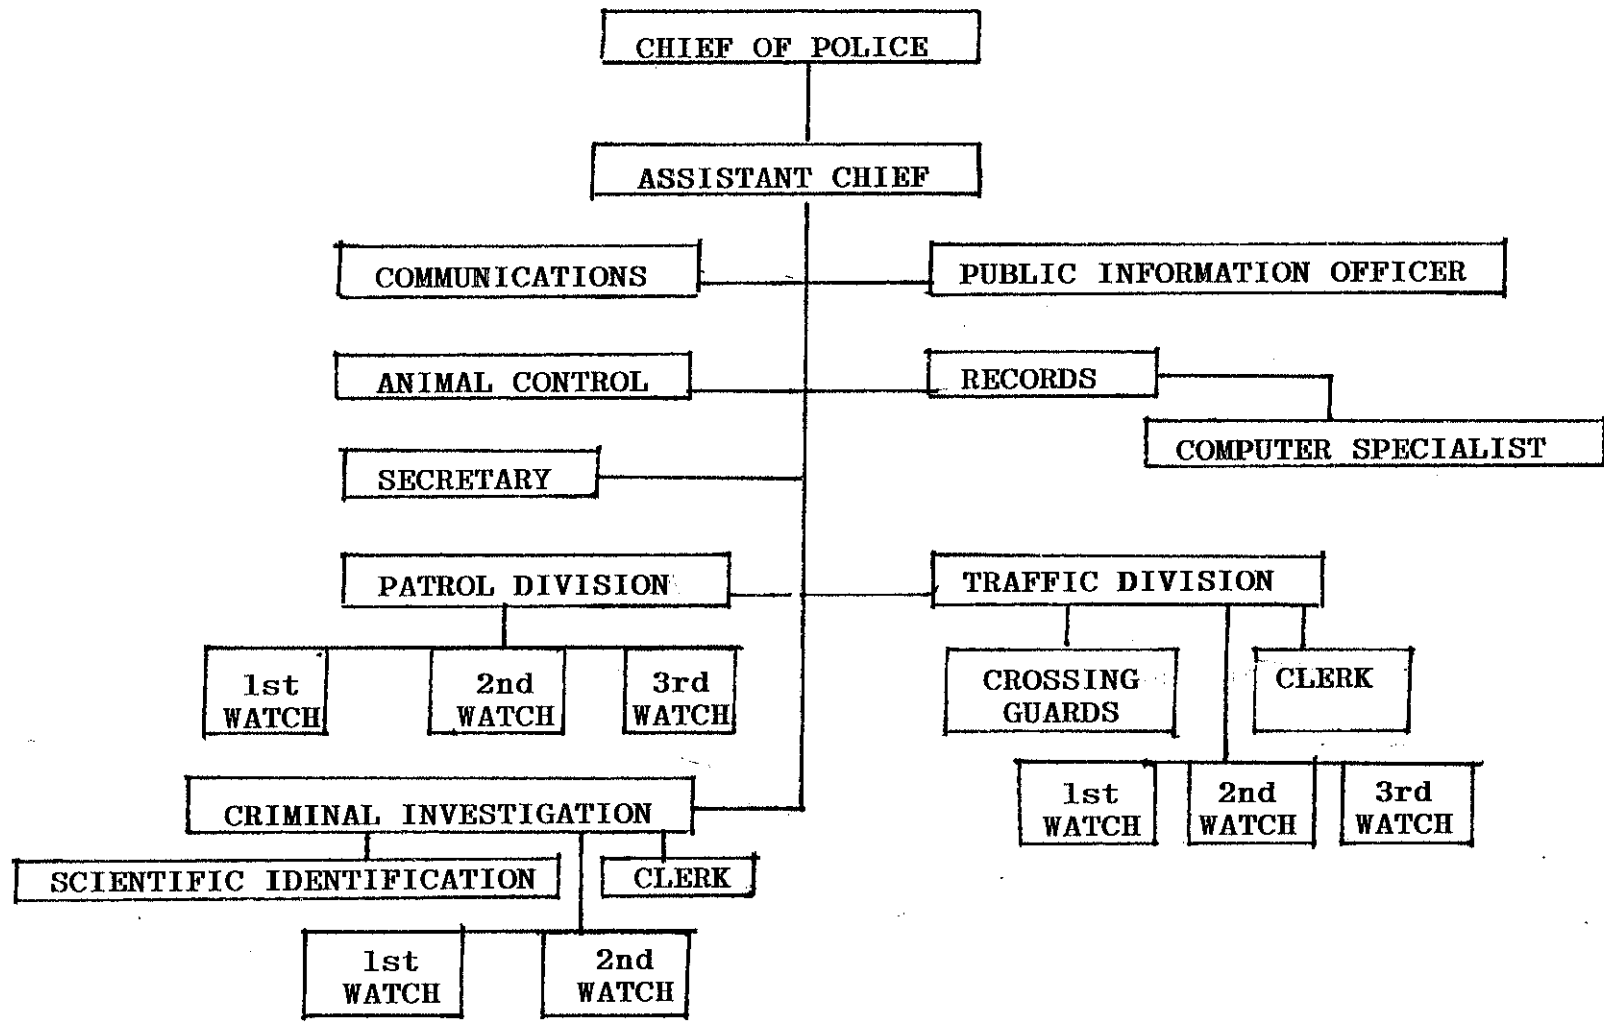 CHIEF OF POLICE
ASSISTANT CHIEF
COMMUNICATIONS
PUBLIC INFORMATION OFFICER
ANIMAL CONTROL
RECORDS
COMPUTER SPECIALIST
SECRETARY
PATROL DIVISION
TRAFFIC DIVISION
1st
WATCH
2nd
WATCH
3rd
WATCH
CROSSING
GUARDS
CLERK
1st
WATCH
2nd
WATCH
3rd
WATCH
CRIMINAL INVESTIGATION
SCIENTIFIC IDENTIFICATION
CLERK
1st
WATCH
2nd
WATCH